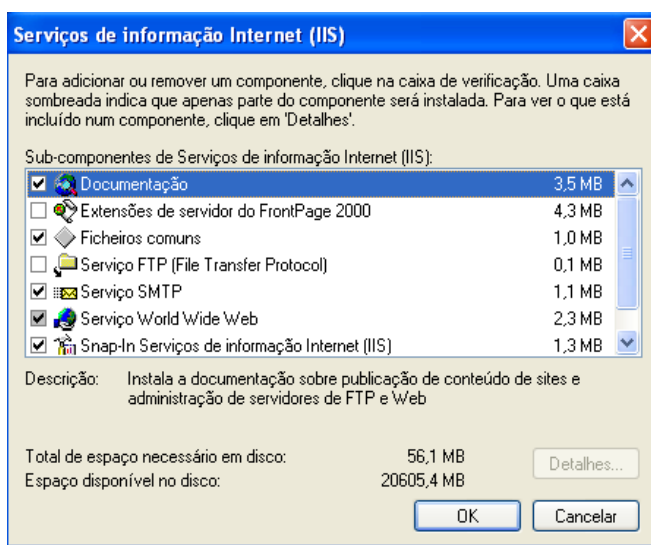 Serviços de informação Internet (IIS)
Para adicionar ou remover um componente, clique na caixa de verificação. Uma caixa
sombreada indica que apenas parte do componente será instalada. Para ver o que está
incluído num componente, clique em 'Detalhes'.
Sub-componentes de Serviços de informação Internet (IIS):
Documentação 3,5 MB
Extensões de servidor do FrontPage 2000 4,3 MB
Ficheiros comuns 1,0 MB
Serviço FTP (File Transfer Protocol) 0,1 MB
Serviço SMTP 1,1 MB
Serviço World Wide Web 2,3 MB
Snap-In Serviços de informação Internet (IIS) 1,3 MB
Descrição: Instala a documentação sobre publicação de conteúdo de sites e
administração de servidores de FTP e Web
Total de espaço necessário em disco: 56,1 MB
Espaço disponível no disco: 20605,4 MB
Detalhes...
OK Cancelar